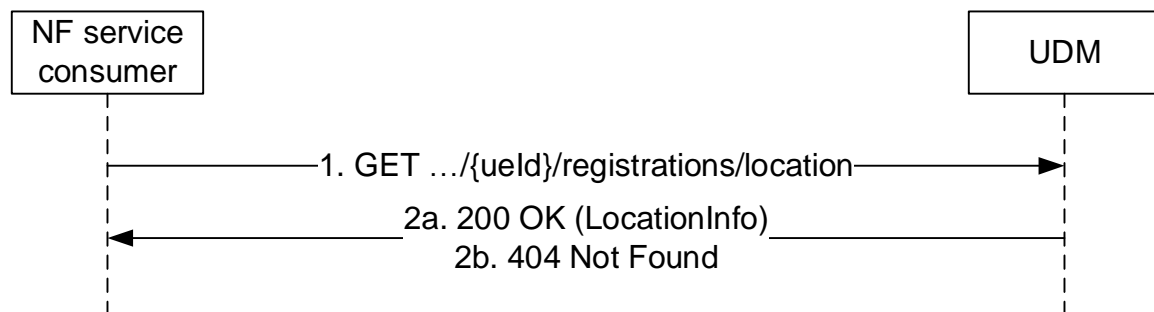 NF service
consumer
UDM
1. GET …/{ueId}/registrations/location
2a. 200 OK (LocationInfo)
2b. 404 Not Found